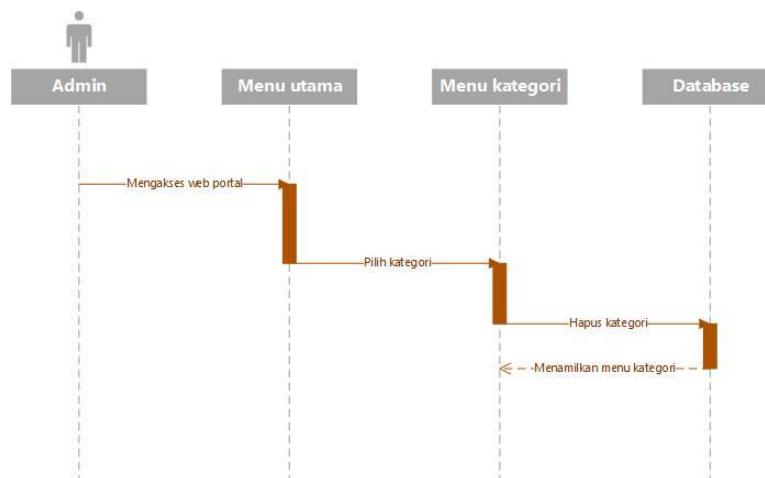 Admin
Menu utama
Menu kategori
Database
Mengakses web portal
Pilih kategori
Hapus kategori
Menamilkan menu kategori